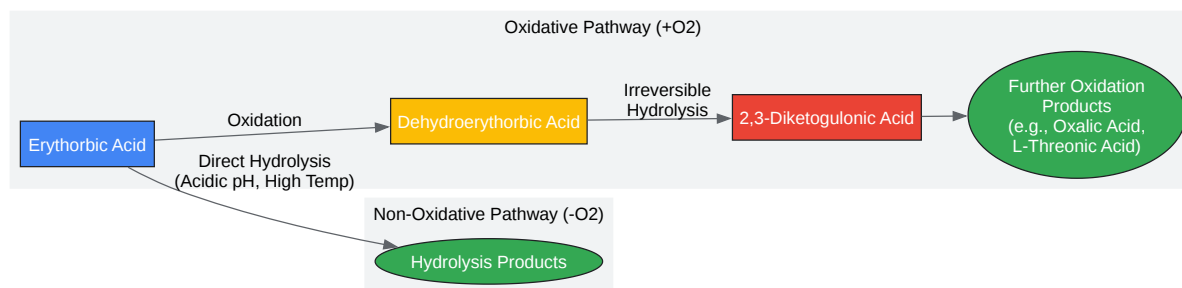 Oxidative Pathway (+O2)
Erythorbic Acid
Oxidation
Dehydroerythorbic Acid
Irreversible
Hydrolysis
2,3-Diketogulonic Acid
Further Oxidation
Products
(e.g., Oxalic Acid,
L-Threonic Acid)
Direct Hydrolysis
(Acidic pH, High Temp)
Non-Oxidative Pathway (-O2)
Hydrolysis Products